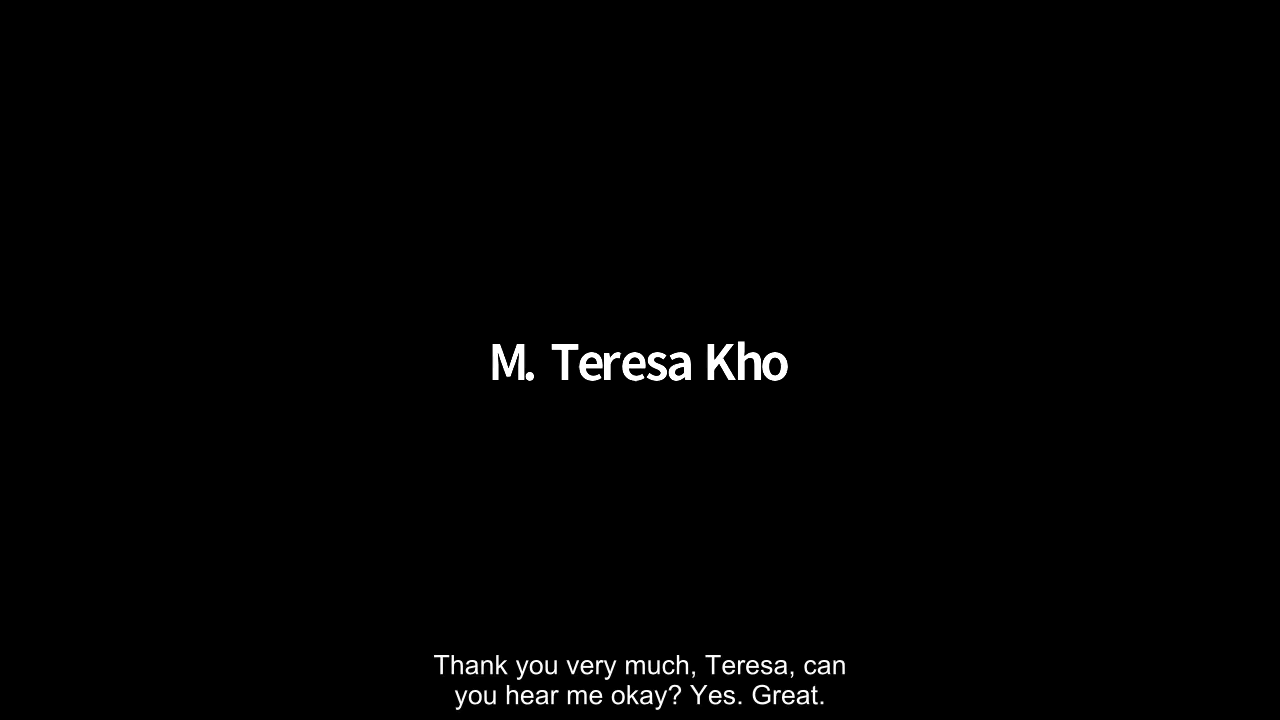 M. Teresa Kho
Thank you very much, Teresa, can
you hear me okay? Yes. Great.